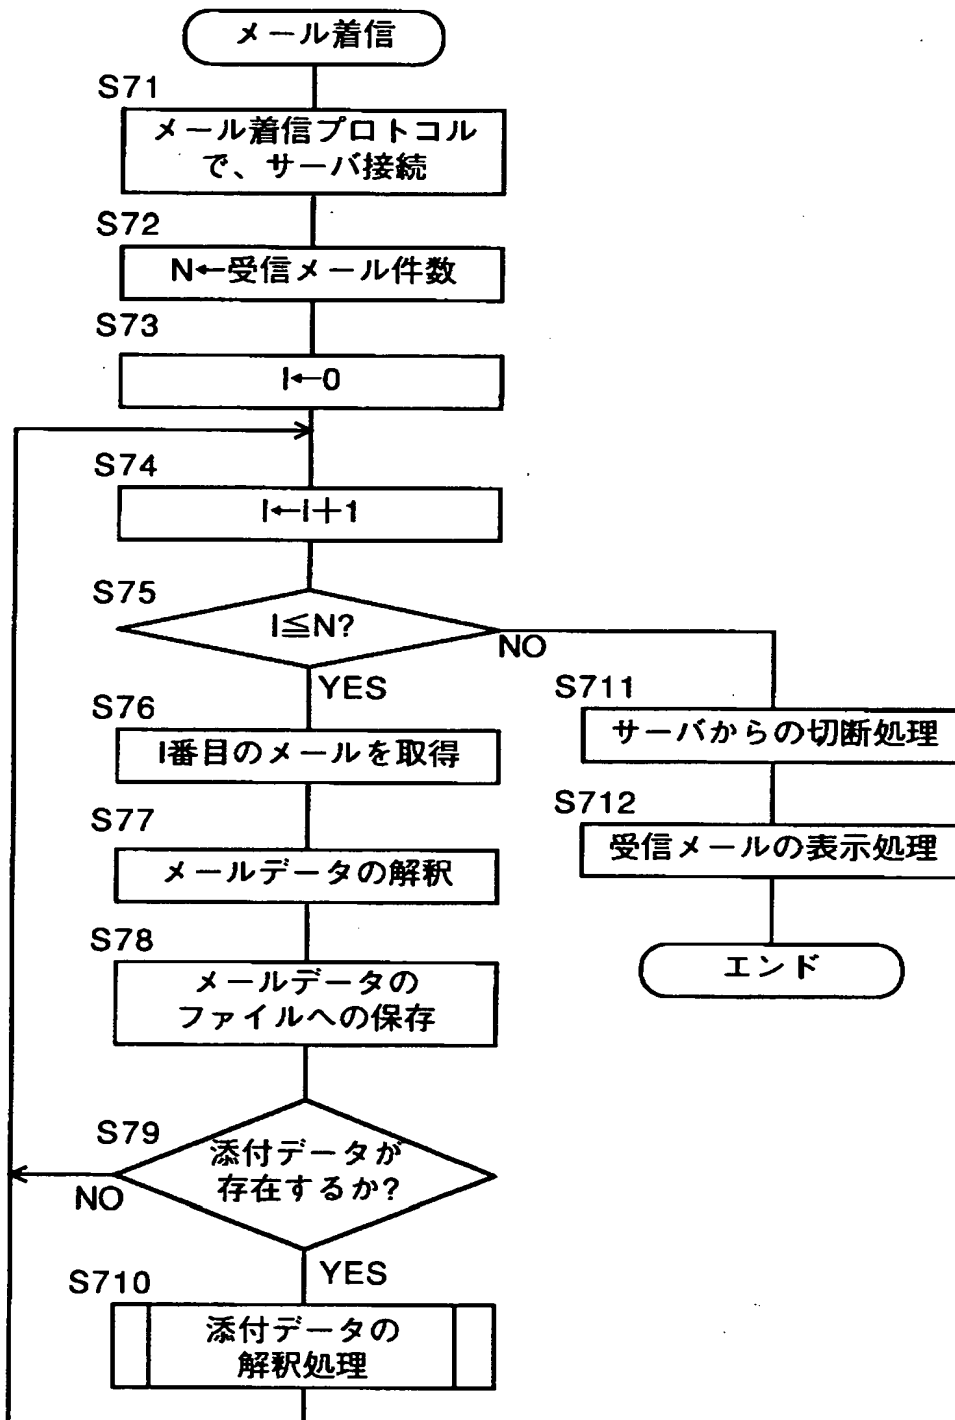 メール着信
S71
メール着信プロトコル
で、サーバ接続
S72
N←受信メール件数
S73
I←0
S74
I←I+1
S75
I≦N?
NO
YES
S76
I番目のメールを取得
S77
メールデータの解釈
S78
メールデータの
ファイルへの保存
S79
添付データが
存在するか?
NO
YES
S710
添付データの
解釈処理
S711
サーバからの切断処理
S712
受信メールの表示処理
エンド